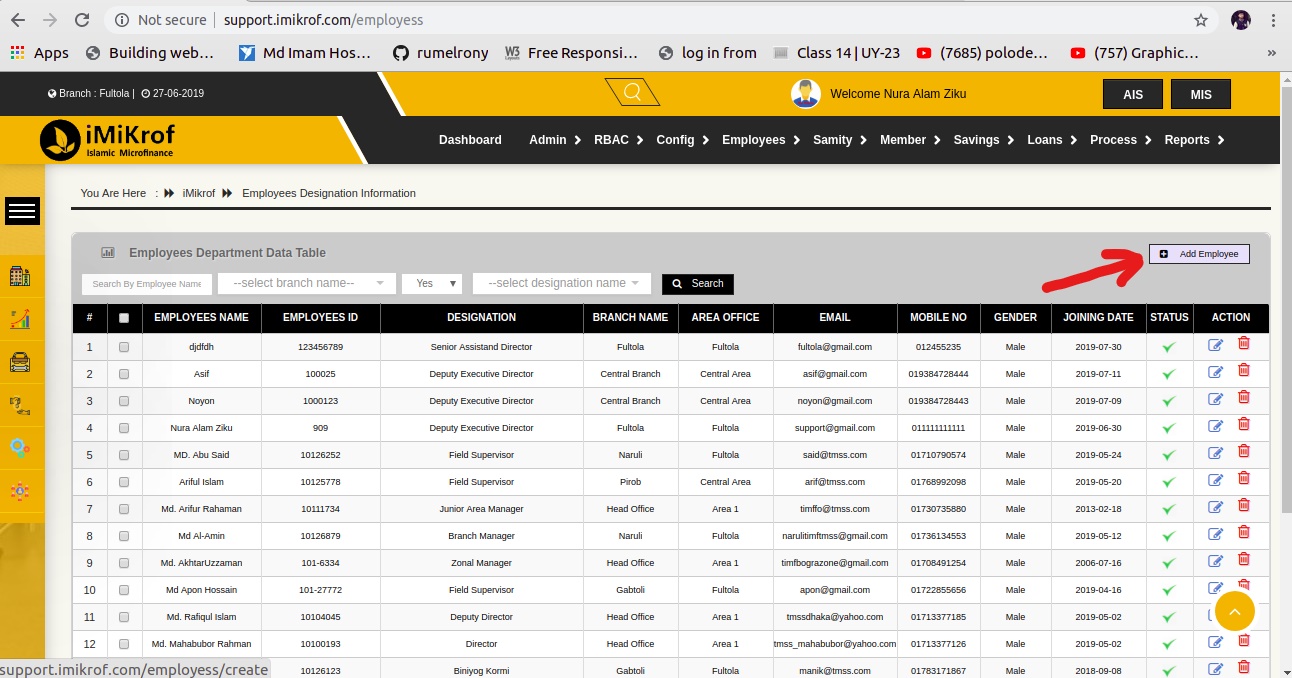 Not secure | support.imikrof.com/employess
Apps Building web... Md Imam Hos... rumelrony Free Responsi... log in from Class 14 | UY-23 (7685) polode... (757) Graphic... »
Branch : Fultola | 27-06-2019 Welcome Nura Alam Ziku AIS MIS
iMiKrof
Islamic Microfinance
Dashboard Admin RBAC Config Employees Samity Member Savings Loans Process Reports
You Are Here : iMikrof Employees Designation Information
Employees Department Data Table Add Employee
Search By Employee Name --select branch name-- Yes --select designation name Search
# EMPLOYEES NAME EMPLOYEES ID DESIGNATION BRANCH NAME AREA OFFICE EMAIL MOBILE NO GENDER JOINING DATE STATUS ACTION
1 djdfdh 123456789 Senior Assistand Director Fultola Fultola fultola@gmail.com 012455235 Male 2019-07-30
2 Asif 100025 Deputy Executive Director Central Branch Central Area asif@gmail.com 019384728444 Male 2019-07-11
3 Noyon 1000123 Deputy Executive Director Central Branch Central Area noyon@gmail.com 019384728443 Male 2019-07-09
4 Nura Alam Ziku 909 Deputy Executive Director Fultola Fultola support@gmail.com 011111111111 Male 2019-06-30
5 MD. Abu Said 10126252 Field Supervisor Naruli Fultola said@tmss.com 01710790574 Male 2019-05-24
6 Ariful Islam 10125778 Field Supervisor Pirob Central Area arif@tmss.com 01768992098 Male 2019-05-20
7 Md. Arifur Rahaman 10111734 Junior Area Manager Head Office Area 1 timffo@tmss.com 01730735880 Male 2013-02-18
8 Md Al-Amin 10126879 Branch Manager Naruli Fultola narulitimftmss@gmail.com 01736134553 Male 2019-05-12
9 Md. AkhtarUzzaman 101-6334 Zonal Manager Head Office Area 1 timfbograzone@gmail.com 01708491254 Male 2006-07-16
10 Md Apon Hossain 101-27772 Field Supervisor Gabtoli Fultola apon@gmail.com 01722855656 Male 2019-04-16
11 Md. Rafiqul Islam 10104045 Deputy Director Head Office Area 1 tmssdhaka@yahoo.com 01713377185 Male 2019-05-02
12 Md. Mahabubor Rahman 10100193 Director Head Office Area 1 tmss_mahabubor@yahoo.com 01713377126 Male 2019-05-02
10126123 Biniyog Kormi Gabtoli Fultola manik@tmss.com 01783171867 Male 2018-09-08
support.imikrof.com/employess/create